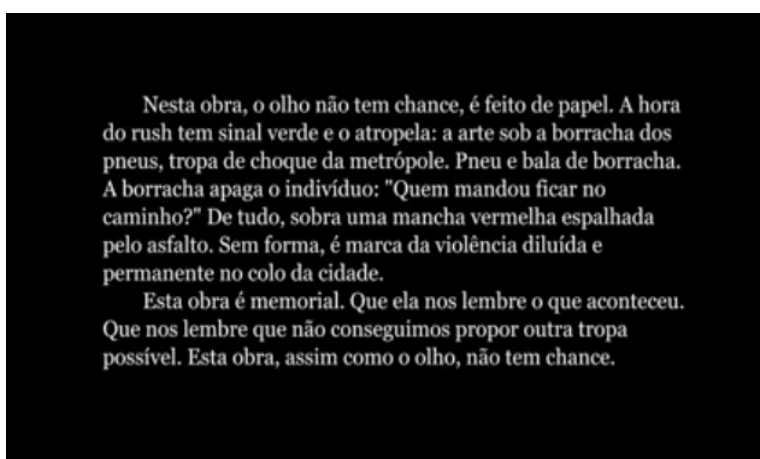 Nesta obra, o olho não tem chance, é feito de papel. A hora
do rush tem sinal verde e o atropela: a arte sob a borracha dos
pneus, tropa de choque da metrópole. Pneu e bala de borracha.
A borracha apaga o indivíduo: "Quem mandou ficar no
caminho?" De tudo, sobra uma mancha vermelha espalhada
pelo asfalto. Sem forma, é marca da violência diluída e
permanente no colo da cidade.
Esta obra é memorial. Que ela nos lembre o que aconteceu.
Que nos lembre que não conseguimos propor outra tropa
possível. Esta obra, assim como o olho, não tem chance.